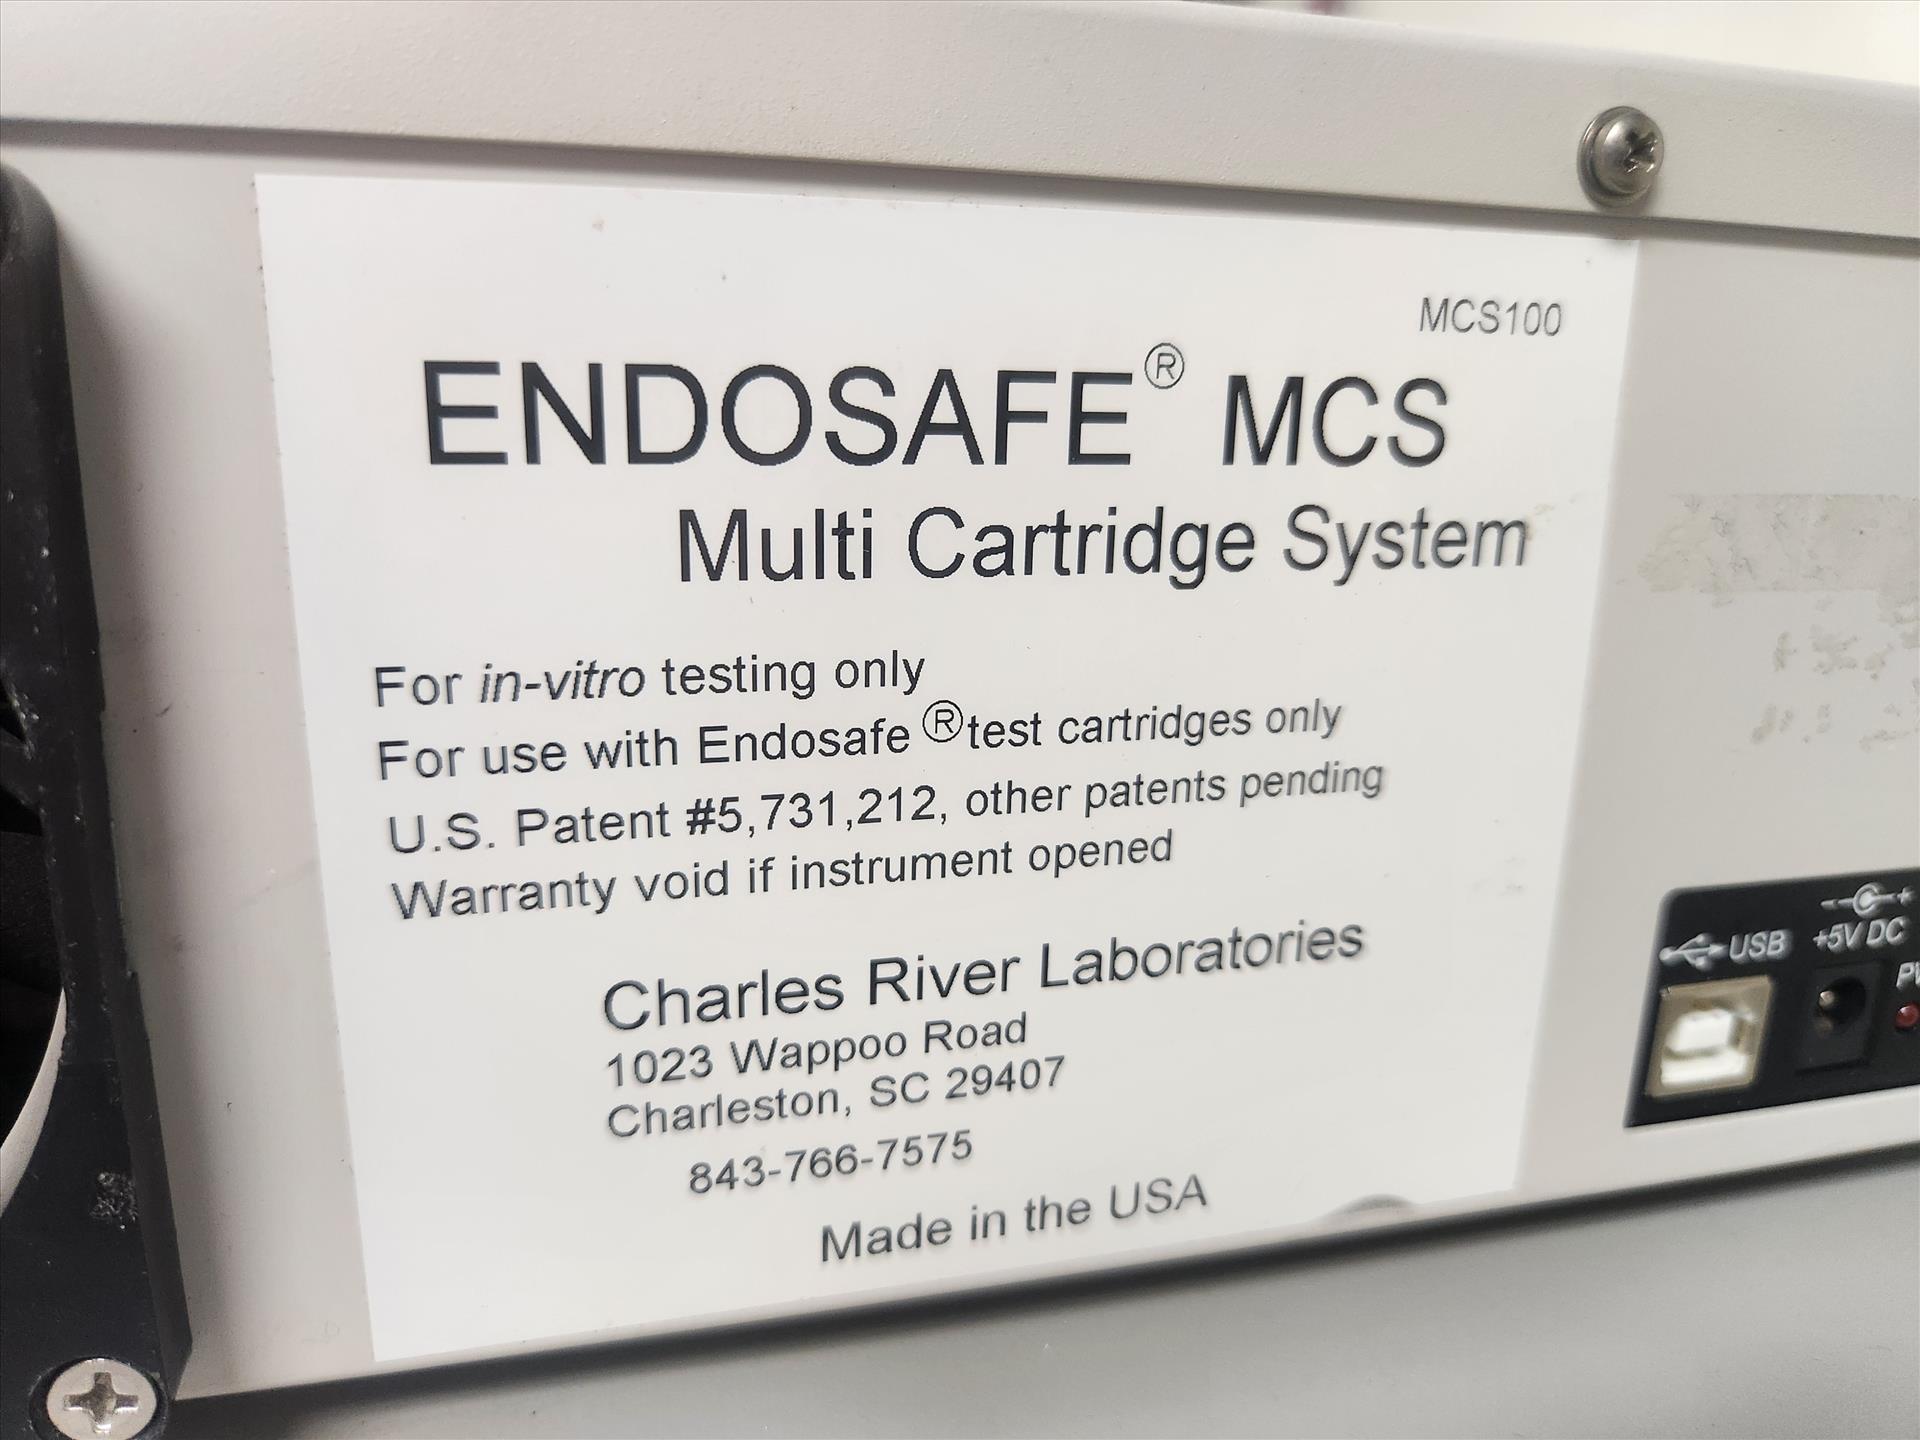 MCS100
ENDOSAFE® MCS
Multi Cartridge System
For in-vitro testing only
For use with Endosafe ®test cartridges only
U.S. Patent #5,731,212, other patents pending
Warranty void if instrument opened
Charles River Laboratories
1023 Wappoo Road
Charleston, SC 29407
843-766-7575
Made in the USA
- +
USB +5V DC